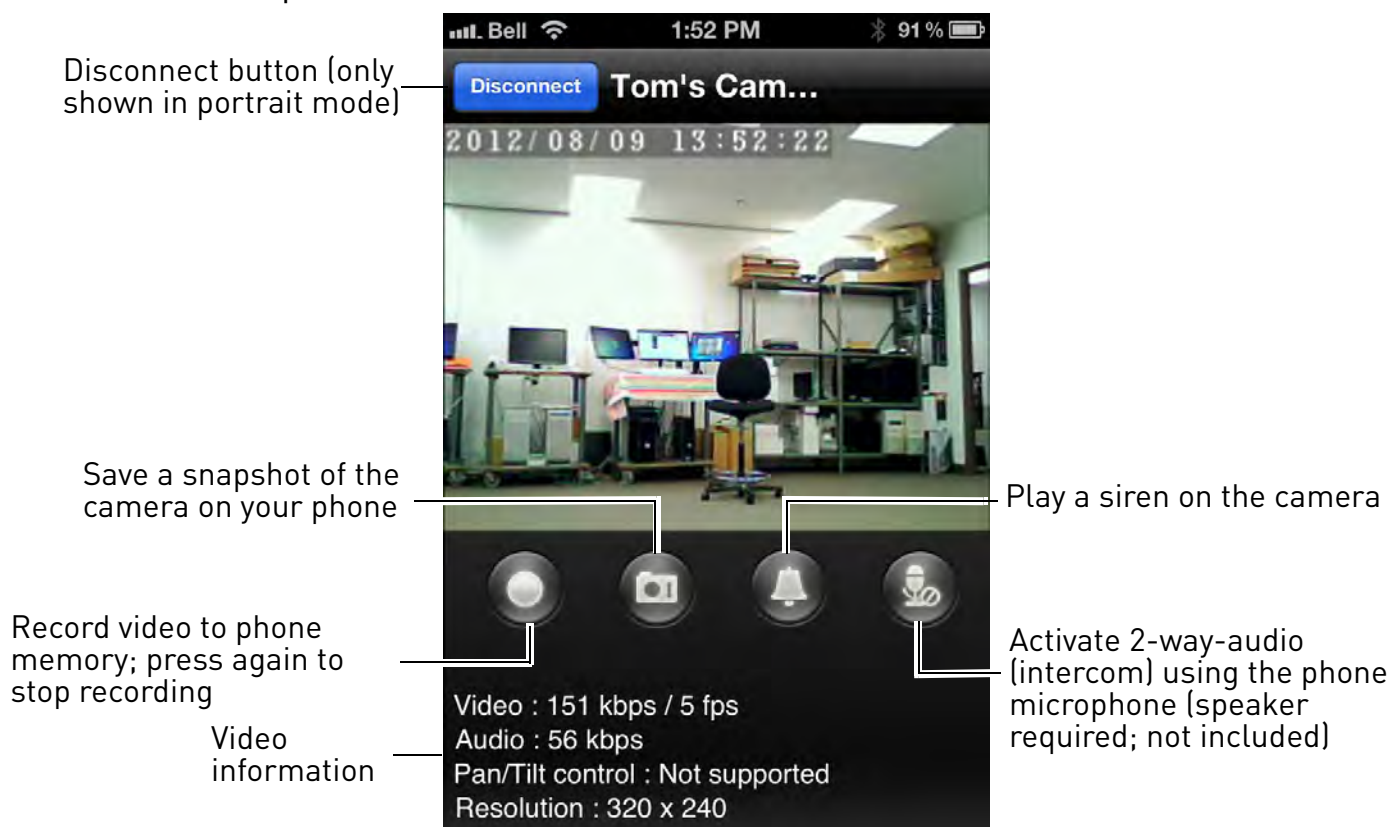 Bell 1:52 PM 91%
Disconnect button (only
shown in portrait mode)
Disconnect Tom's Cam...
2012/08/09 13:52:22
Save a snapshot of the
camera on your phone
Play a siren on the camera
Record video to phone
memory; press again to
stop recording
Activate 2-way-audio
(intercom) using the phone
microphone (speaker
required; not included)
Video
information
Video : 151 kbps / 5 fps
Audio : 56 kbps
Pan/Tilt control : Not supported
Resolution : 320 x 240